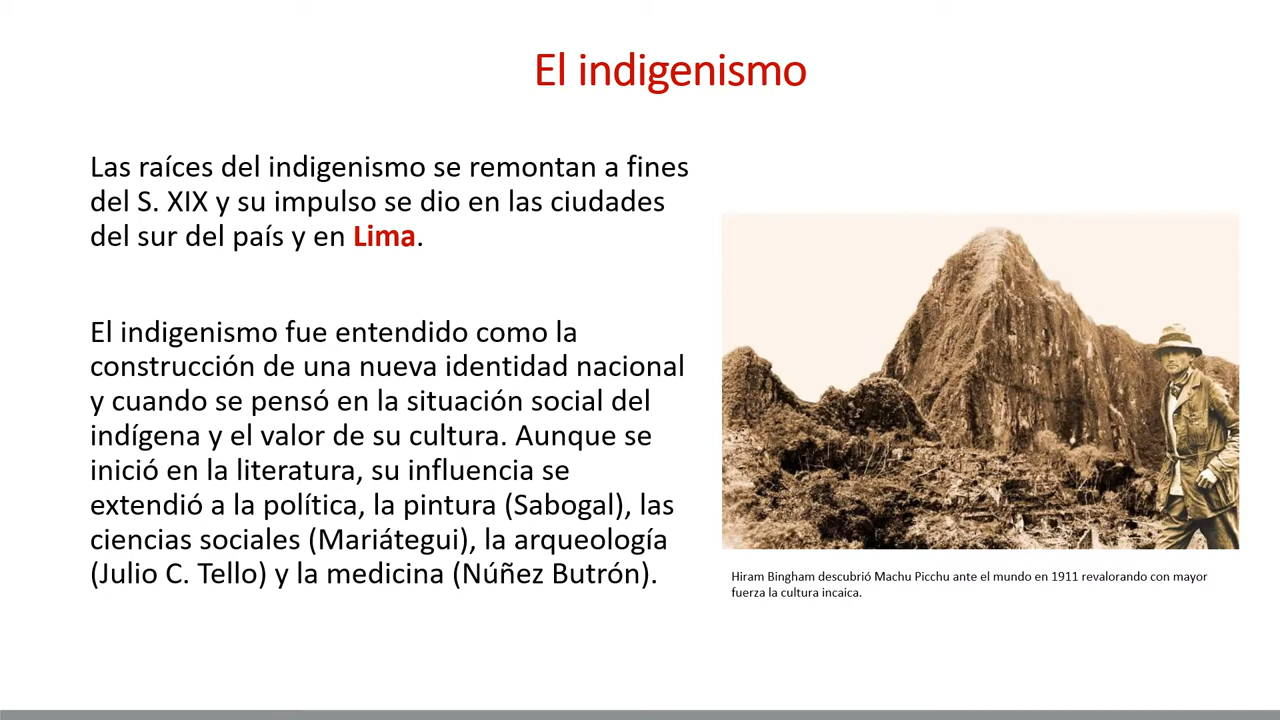 El indigenismo
Las raíces del indigenismo se remontan a fines
del S. XIX y su impulso se dio en las ciudades
del sur del país y en Lima.
El indigenismo fue entendido como la
construcción de una nueva identidad nacional
y cuando se pensó en la situación social del
indígena y el valor de su cultura. Aunque se
inició en la literatura, su influencia se
extendió a la política, la pintura (Sabogal), las
ciencias sociales (Mariátegui), la arqueología
(Julio C. Tello) y la medicina (Núñez Butrón).
Hiram Bingham descubrió Machu Picchu ante el mundo en 1911 revalorando con mayor
fuerza la cultura incaica.